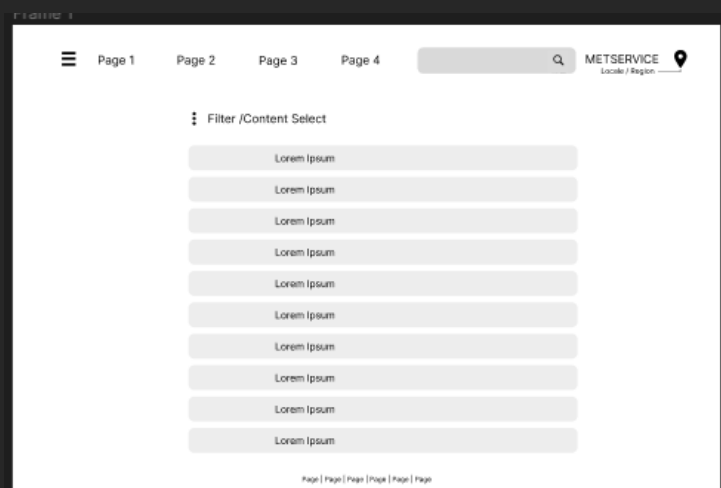 Frame 1
Page 1 Page 2 Page 3 Page 4 METSERVICE
Locale / Region
Filter /Content Select
Lorem Ipsum
Lorem Ipsum
Lorem Ipsum
Lorem Ipsum
Lorem Ipsum
Lorem Ipsum
Lorem Ipsum
Lorem Ipsum
Lorem Ipsum
Lorem Ipsum
Page | Page | Page | Page | Page | Page